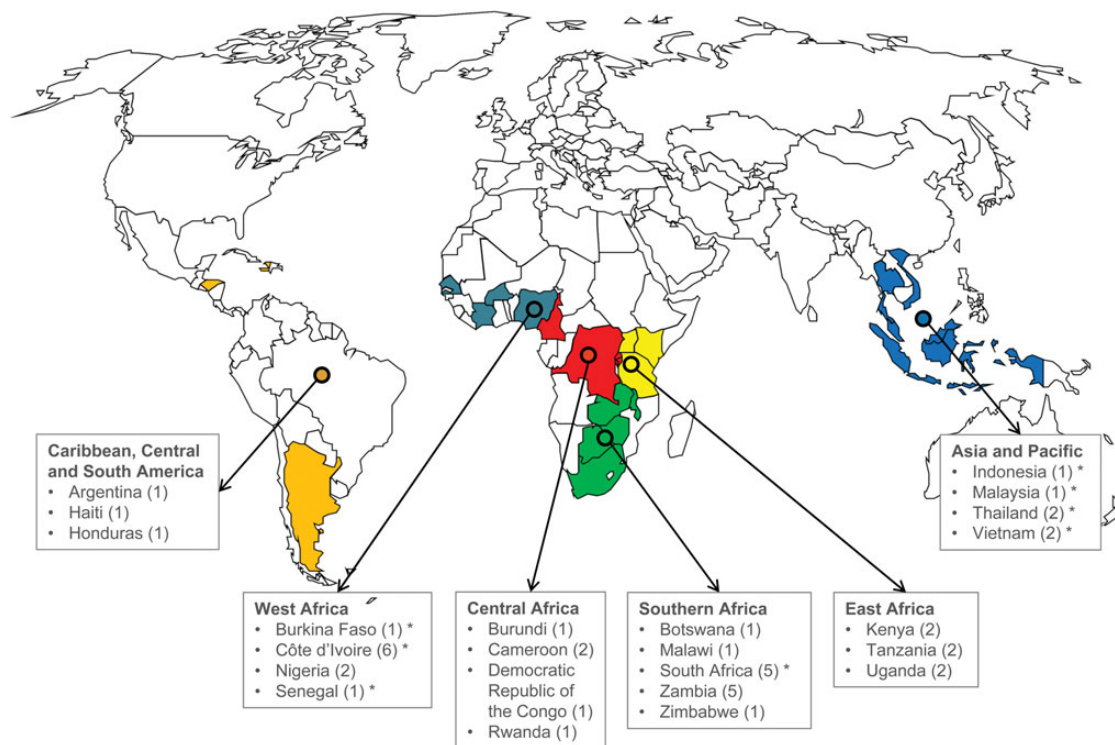 Caribbean, Central
and South America
• Argentina (1)
• Haiti (1)
• Honduras (1)
West Africa
• Burkina Faso (1) *
• Côte d’Ivoire (6) *
• Nigeria (2)
• Senegal (1) *
Central Africa
• Burundi (1)
• Cameroon (2)
• Democratic
Republic of
the Congo (1)
• Rwanda (1)
Southern Africa
• Botswana (1)
• Malawi (1)
• South Africa (5) *
• Zambia (5)
• Zimbabwe (1)
East Africa
• Kenya (2)
• Tanzania (2)
• Uganda (2)
Asia and Pacific
• Indonesia (1) *
• Malaysia (1) *
• Thailand (2) *
• Vietnam (2) *